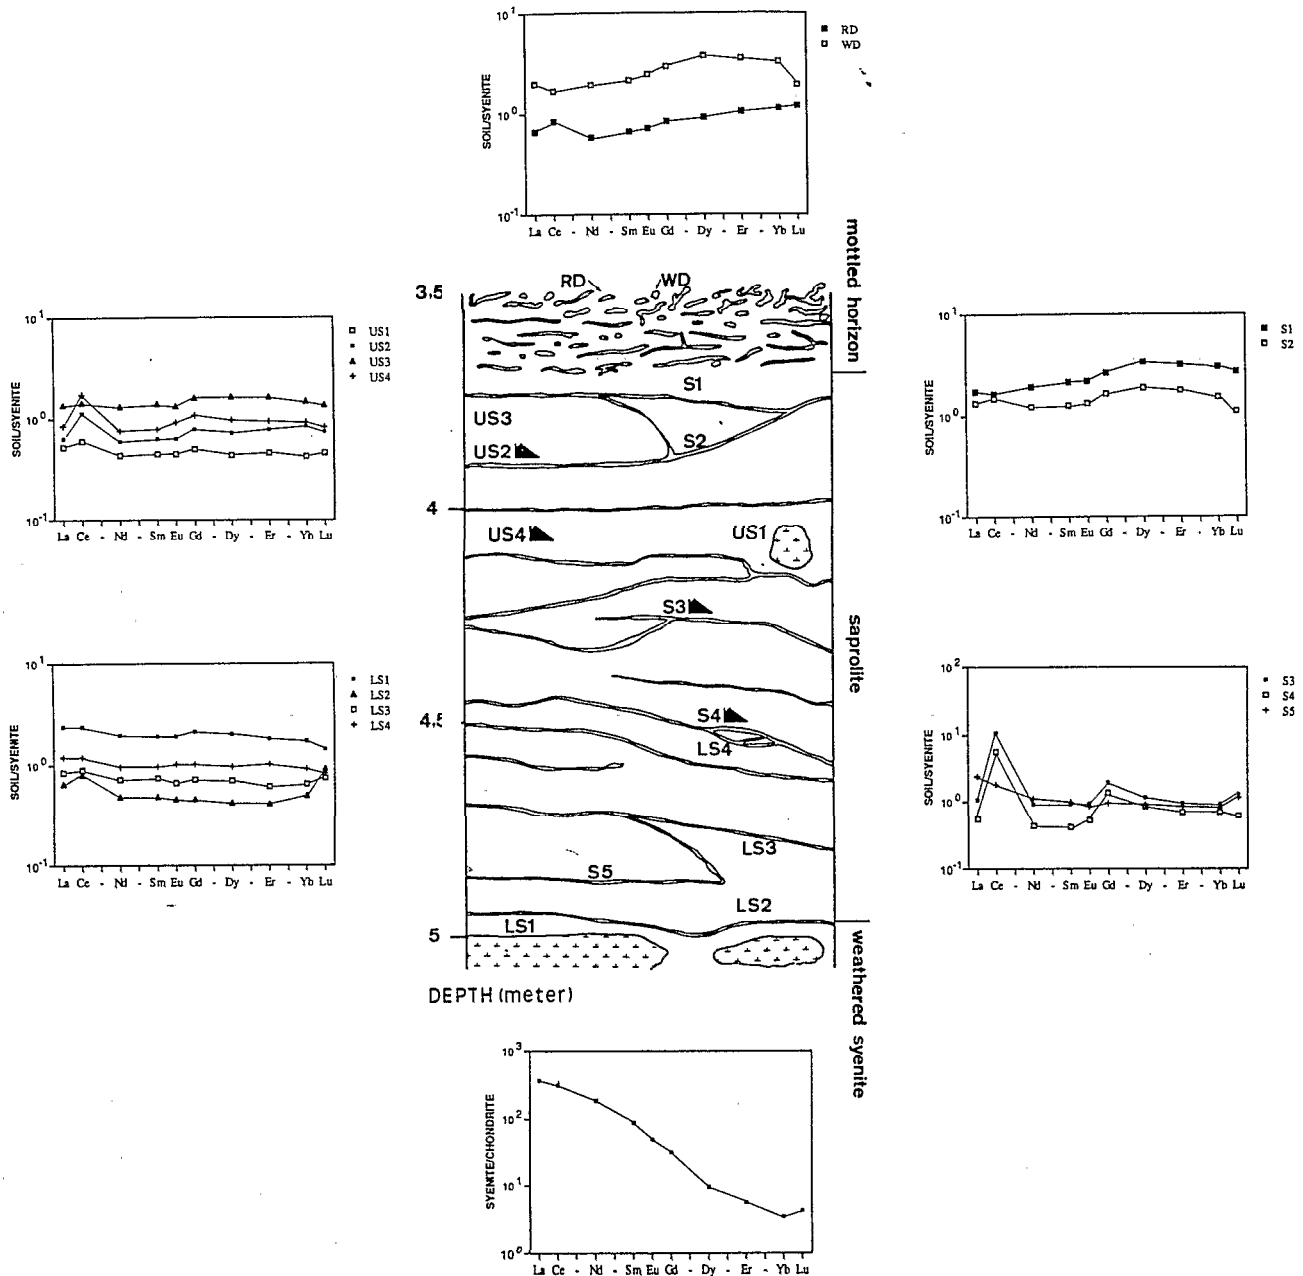 10¹
10⁰
10⁻¹
SOIL/SYENITE
RD
WD
La Ce - Nd - Sm Eu Gd - Dy - Er - Yb Lu
10¹
10⁰
10⁻¹
SOIL/SYENITE
US1
US2
US3
US4
La Ce - Nd - Sm Eu Gd - Dy - Er - Yb Lu
10¹
10⁰
10⁻¹
SOIL/SYENITE
LS1
LS2
LS3
LS4
La Ce - Nd - Sm Eu Gd - Dy - Er - Yb Lu
3.5
4
4.5
5
DEPTH (meter)
RD
WD
S1
US3
S2
US2
US4
US1
S3
S4
LS4
LS3
S5
LS2
LS1
mottled horizon
saprolite
weathered syenite
10¹
10⁰
10⁻¹
SOIL/SYENITE
S1
S2
La Ce - Nd - Sm Eu Gd - Dy - Er - Yb Lu
10²
10¹
10⁰
10⁻¹
SOIL/SYENITE
S3
S4
S5
La Ce - Nd - Sm Eu Gd - Dy - Er - Yb Lu
10³
10²
10¹
10⁰
SYENITE/CHONDRITE
La Ce - Nd - Sm Eu Gd - Dy - Er - Yb Lu